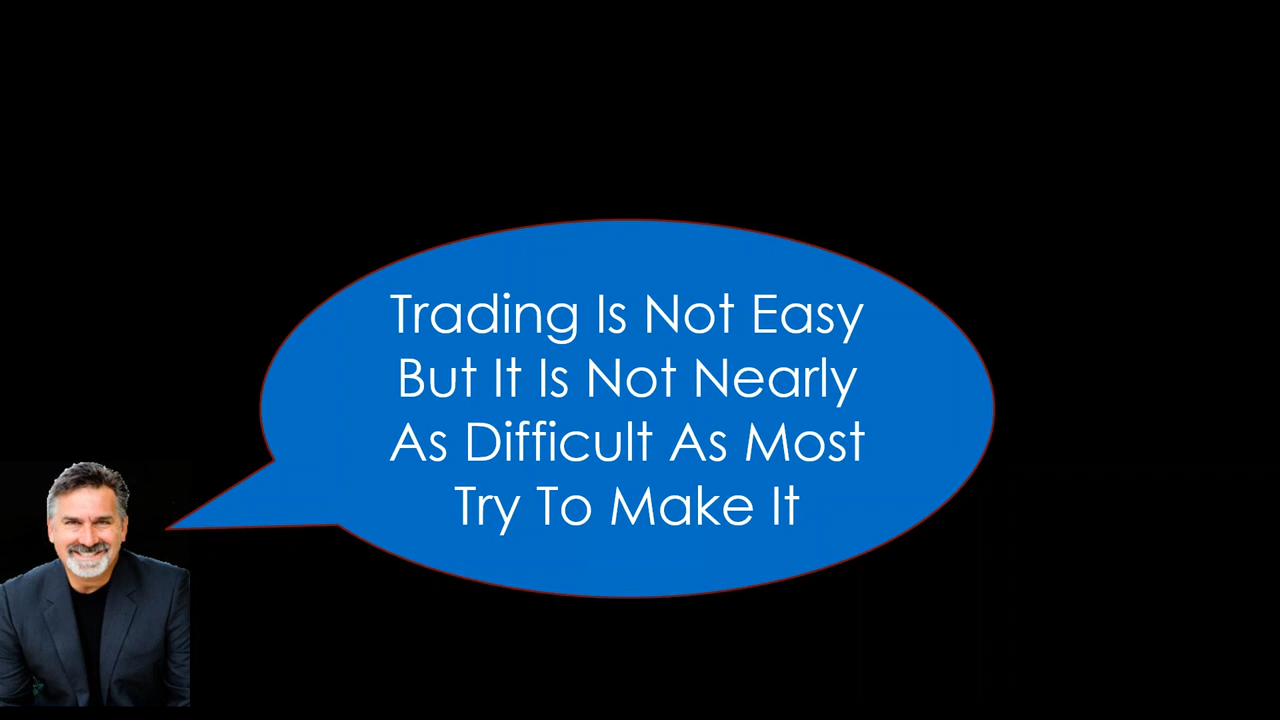 Trading Is Not Easy
But It Is Not Nearly
As Difficult As Most
Try To Make It